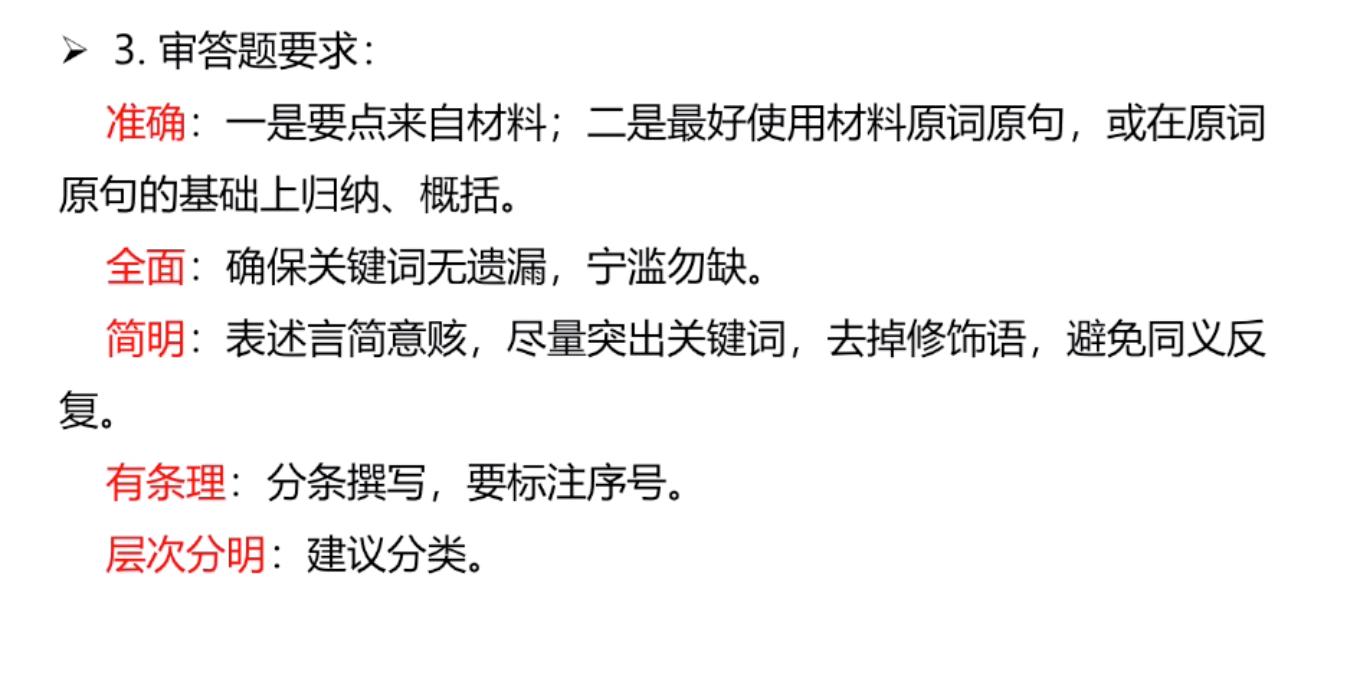 ➢ 3. 审答题要求：
准确：一是要点来自材料；二是最好使用材料原词原句，或在原词
原句的基础上归纳、概括。
全面：确保关键词无遗漏，宁滥勿缺。
简明：表述言简意赅，尽量突出关键词，去掉修饰语，避免同义反
复。
有条理：分条撰写，要标注序号。
层次分明：建议分类。